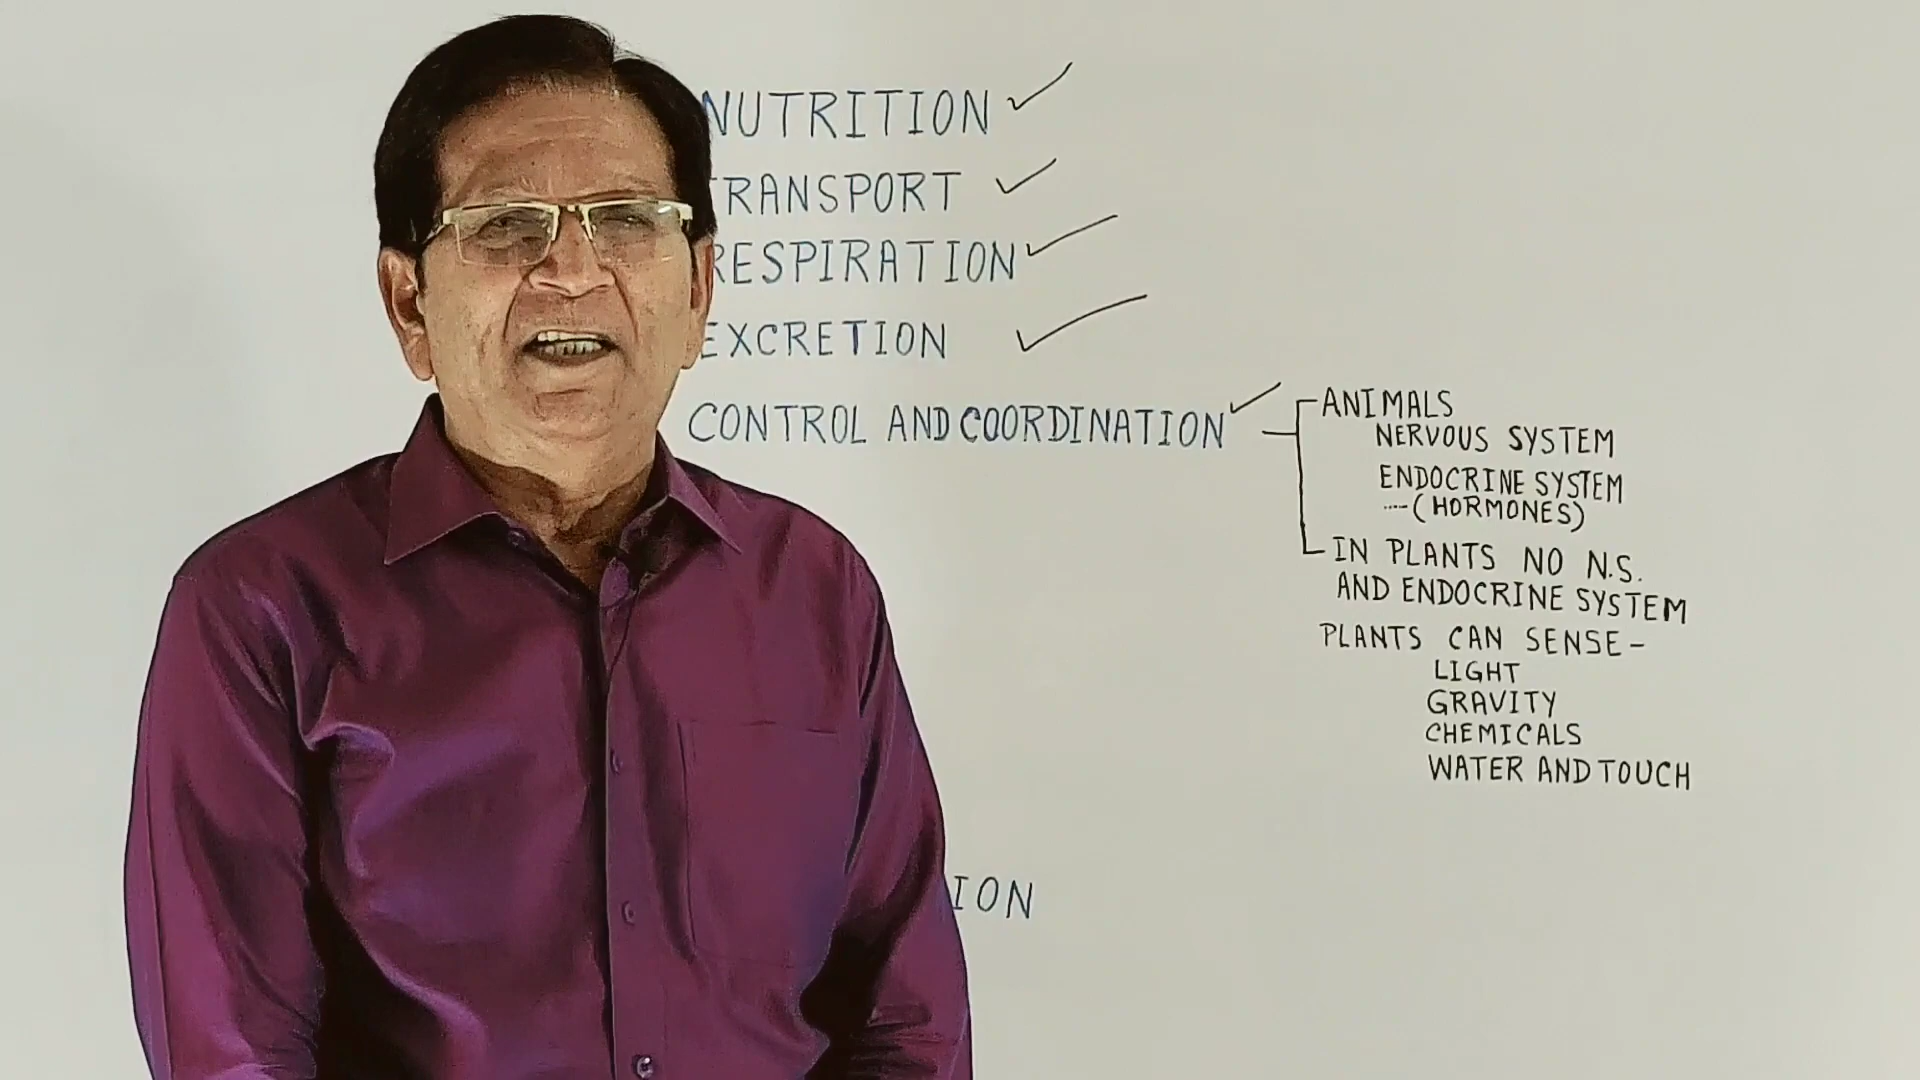 NUTRITION
TRANSPORT
RESPIRATION
EXCRETION
CONTROL AND COORDINATION
ANIMALS
NERVOUS SYSTEM
ENDOCRINE SYSTEM
....(HORMONES)
IN PLANTS NO N.S.
AND ENDOCRINE SYSTEM
PLANTS CAN SENSE-
LIGHT
GRAVITY
CHEMICALS
WATER AND TOUCH
ION